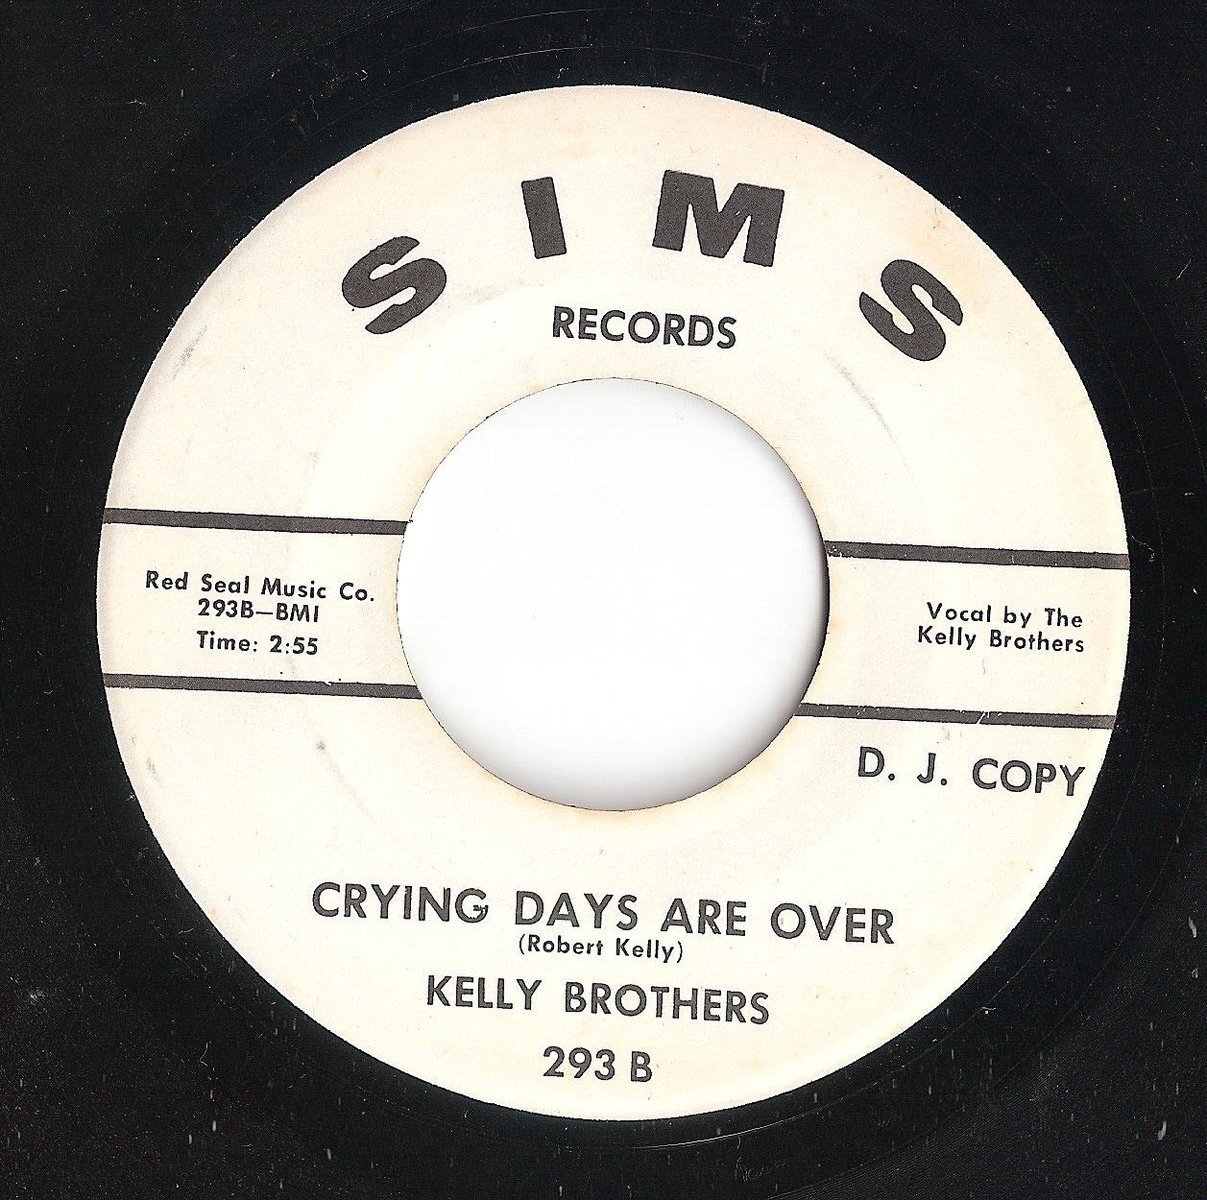 SIMS
RECORDS
Red Seal Music Co.
293B—BMI
Time: 2:55
Vocal by The
Kelly Brothers
D. J. COPY
CRYING DAYS ARE OVER
(Robert Kelly)
KELLY BROTHERS
293 B